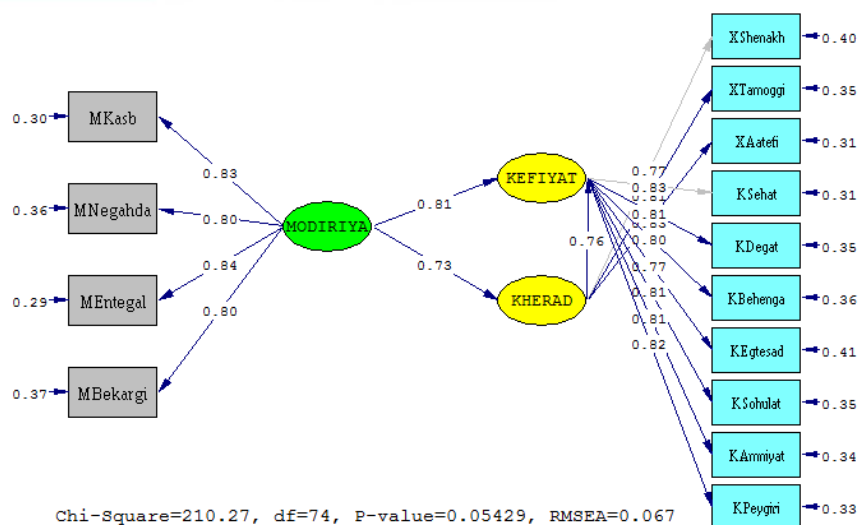 XShenakh
0.40
XTamoggi
0.35
0.30
MKasb
XAatefi
0.31
0.83
0.77
0.83
0.81
KEFIYAT
KSehat
0.31
0.36
MNegahda
0.80
0.81
0.81
0.83
MODIRIYA
0.80
0.76
KDegat
0.35
0.84
0.73
0.77
0.29
MEntegal
KHERAD
0.81
KBehenga
0.36
0.80
0.81
0.82
KEgtesad
0.41
0.37
MBekargi
KSohulat
0.35
KAmniyat
0.34
KPeygiri
0.33
Chi-Square=210.27, df=74, P-value=0.05429, RMSEA=0.067